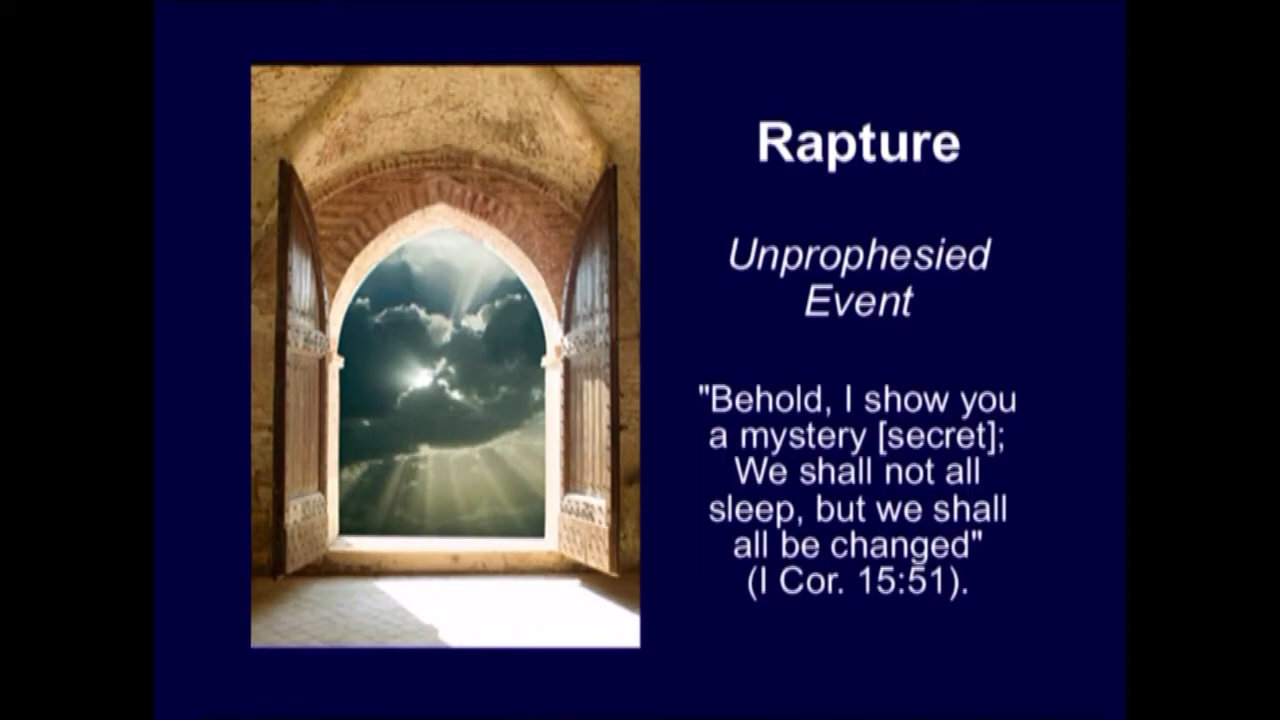 Rapture
Unprophesied
Event
"Behold, I show you
a mystery [secret];
We shall not all
sleep, but we shall
all be changed"
(I Cor. 15:51).